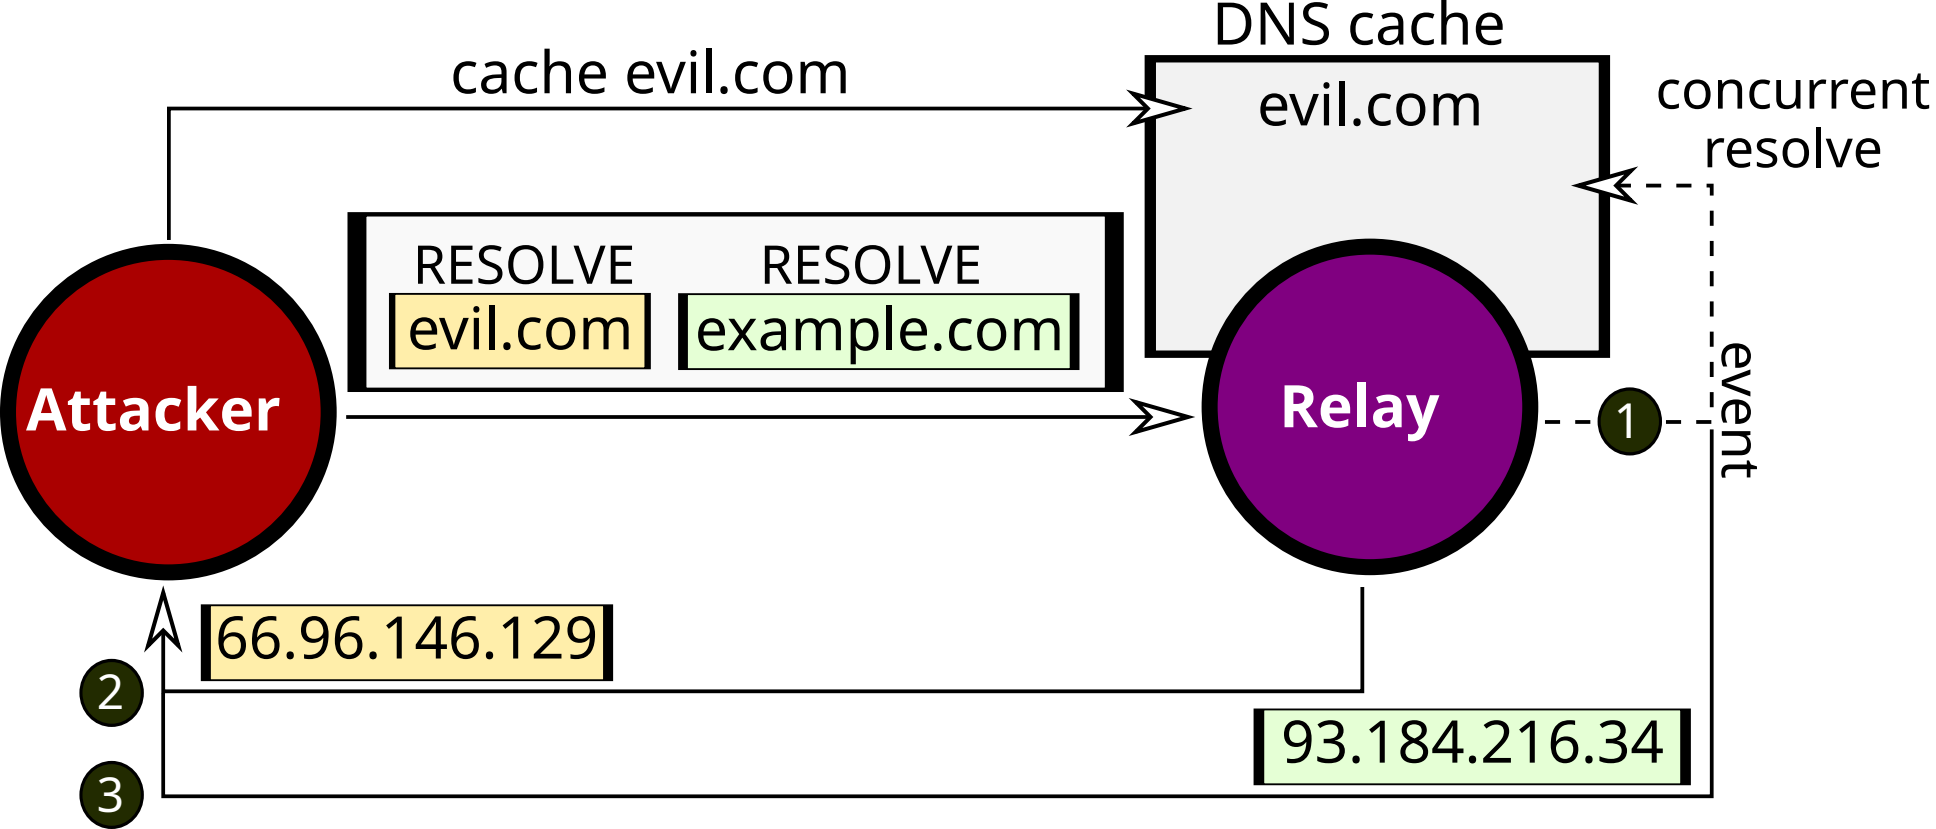 DNS cache
cache evil.com
evil.com
concurrent
resolve
RESOLVE RESOLVE
evil.com example.com
Attacker
Relay
1
event
66.96.146.129
2
93.184.216.34
3